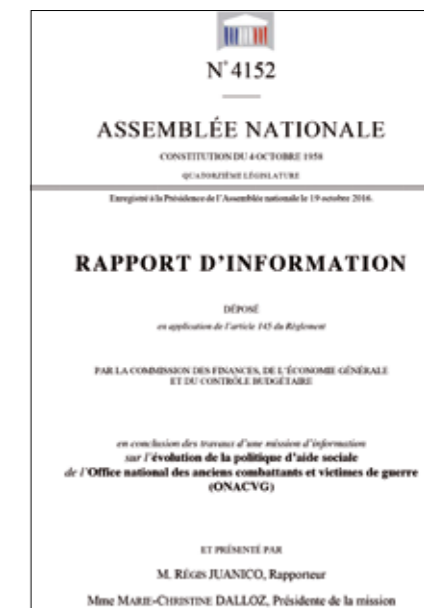 N° 4152
ASSEMBLÉE NATIONALE
CONSTITUTION DU 4 OCTOBRE 1958
QUATORZIÈME LÉGISLATURE
Enregistré à la Présidence de l'Assemblée nationale le 19 octobre 2016.
RAPPORT D'INFORMATION
DÉPOSÉ
en application de l'article 145 du Règlement
PAR LA COMMISSION DES FINANCES, DE L'ÉCONOMIE GÉNÉRALE
ET DU CONTRÔLE BUDGÉTAIRE
en conclusion des travaux d'une mission d'information
sur l'évolution de la politique d'aide sociale
de l'Office national des anciens combattants et victimes de guerre
(ONACVG)
ET PRÉSENTÉ PAR
M. RÉGIS JUANICO, Rapporteur
Mme MARIE-CHRISTINE DALLOZ, Présidente de la mission